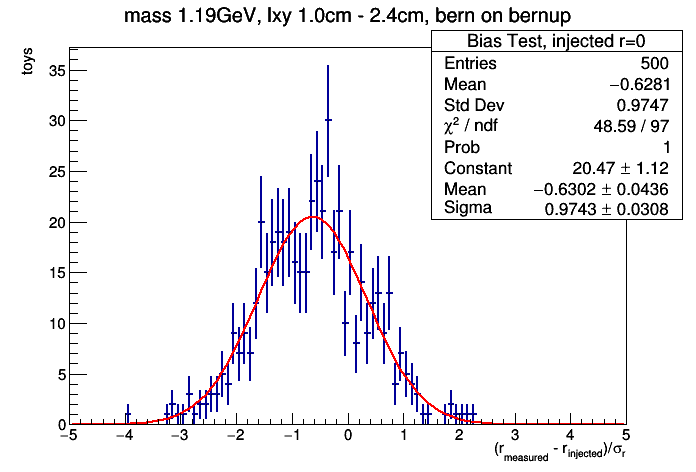 mass 1.19GeV, lxy 1.0cm - 2.4cm, bern on bernup
Bias Test, injected r=0
Entries 500
Mean −0.6281
Std Dev 0.9747
χ² / ndf 48.59 / 97
Prob 1
Constant 20.47 ± 1.12
Mean −0.6302 ± 0.0436
Sigma 0.9743 ± 0.0308
toys
35
30
25
20
15
10
5
0
−5 −4 −3 −2 −1 0 1 2 3 4 5
(r_measured - r_injected)/σ_r